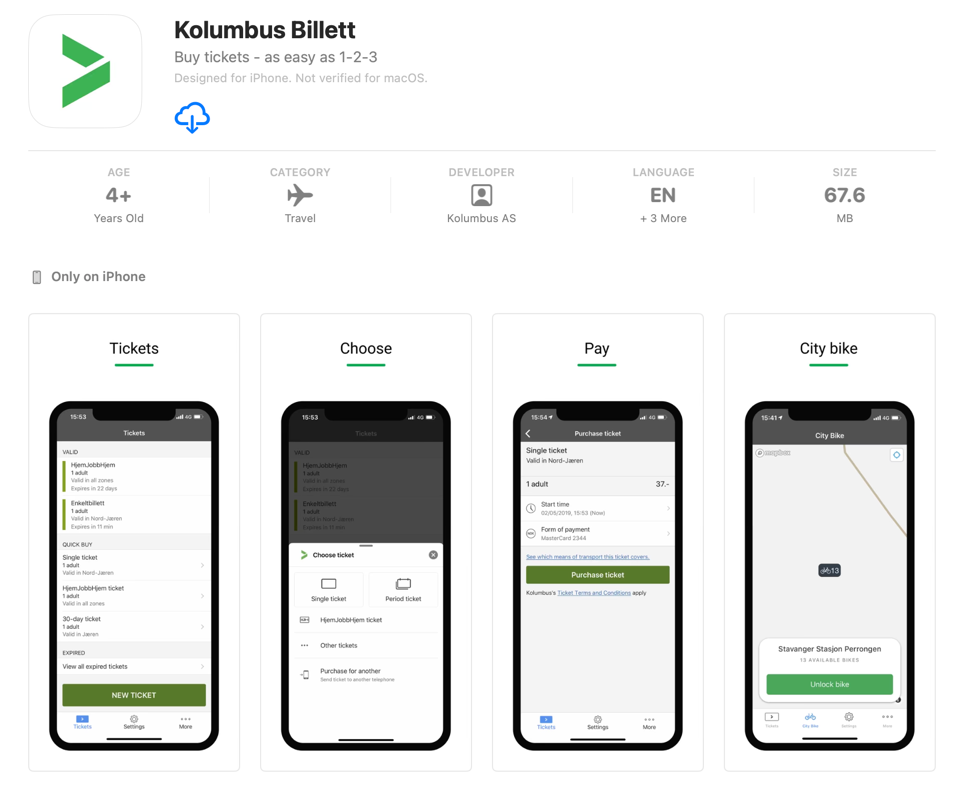 Kolumbus Billett
Buy tickets - as easy as 1-2-3
Designed for iPhone. Not verified for macOS.
AGE
4+
Years Old
CATEGORY
Travel
DEVELOPER
Kolumbus AS
LANGUAGE
EN
+ 3 More
SIZE
67.6
MB
Only on iPhone
Tickets
15:53
4G
Tickets
VALID
HjemJobbHjem
1 adult
Valid in all zones
Expires in 22 days
Enkeltbillett
1 adult
Valid in Nord-Jæren
Expires in 11 min
QUICK BUY
Single ticket
1 adult
Valid in Nord-Jæren
HjemJobbHjem ticket
1 adult
Valid in all zones
30-day ticket
1 adult
Valid in Jæren
EXPIRED
View all expired tickets
NEW TICKET
Tickets
Settings
More
Choose
15:53
4G
Tickets
VALID
HjemJobbHjem
1 adult
Valid in all zones
Expires in 22 days
Enkeltbillett
1 adult
Valid in Nord-Jæren
Expires in 11 min
Choose ticket
Single ticket
Period ticket
HjemJobbHjem ticket
Other tickets
Purchase for another
Send ticket to another telephone
Pay
15:54
4G
Purchase ticket
Single ticket
Valid in Nord-Jæren
1 adult 37.-
Start time
02/05/2019, 15:53 (Now)
Form of payment
MasterCard 2344
See which means of transport this ticket covers.
Purchase ticket
Kolumbus's Ticket Terms and Conditions apply
Tickets
Settings
More
City bike
15:41
4G
City Bike
mapbox
13
Stavanger Stasjon Perrongen
13 AVAILABLE BIKES
Unlock bike
Tickets
City Bike
Settings
More